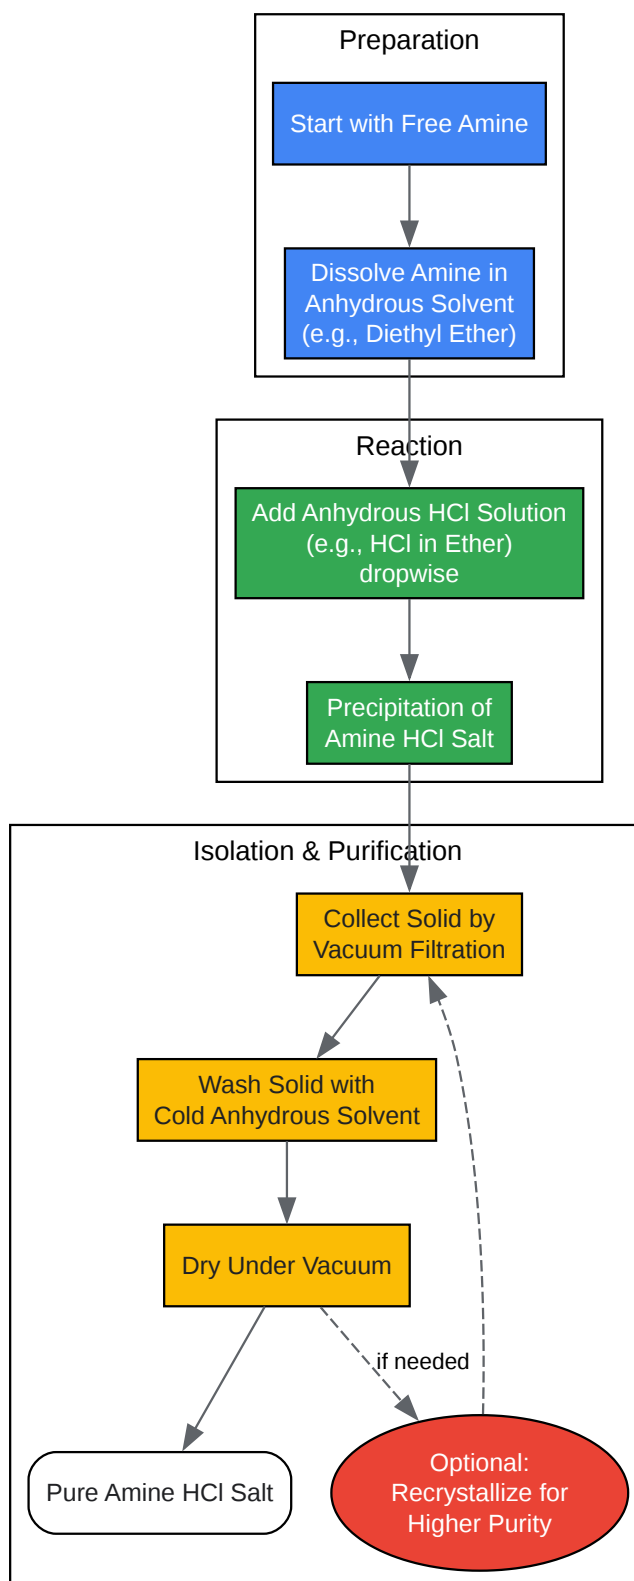 Preparation
Start with Free Amine
Dissolve Amine in
Anhydrous Solvent
(e.g., Diethyl Ether)
Reaction
Add Anhydrous HCl Solution
(e.g., HCl in Ether)
dropwise
Precipitation of
Amine HCl Salt
Isolation & Purification
Collect Solid by
Vacuum Filtration
Wash Solid with
Cold Anhydrous Solvent
Dry Under Vacuum
if needed
Pure Amine HCl Salt
Optional:
Recrystallize for
Higher Purity